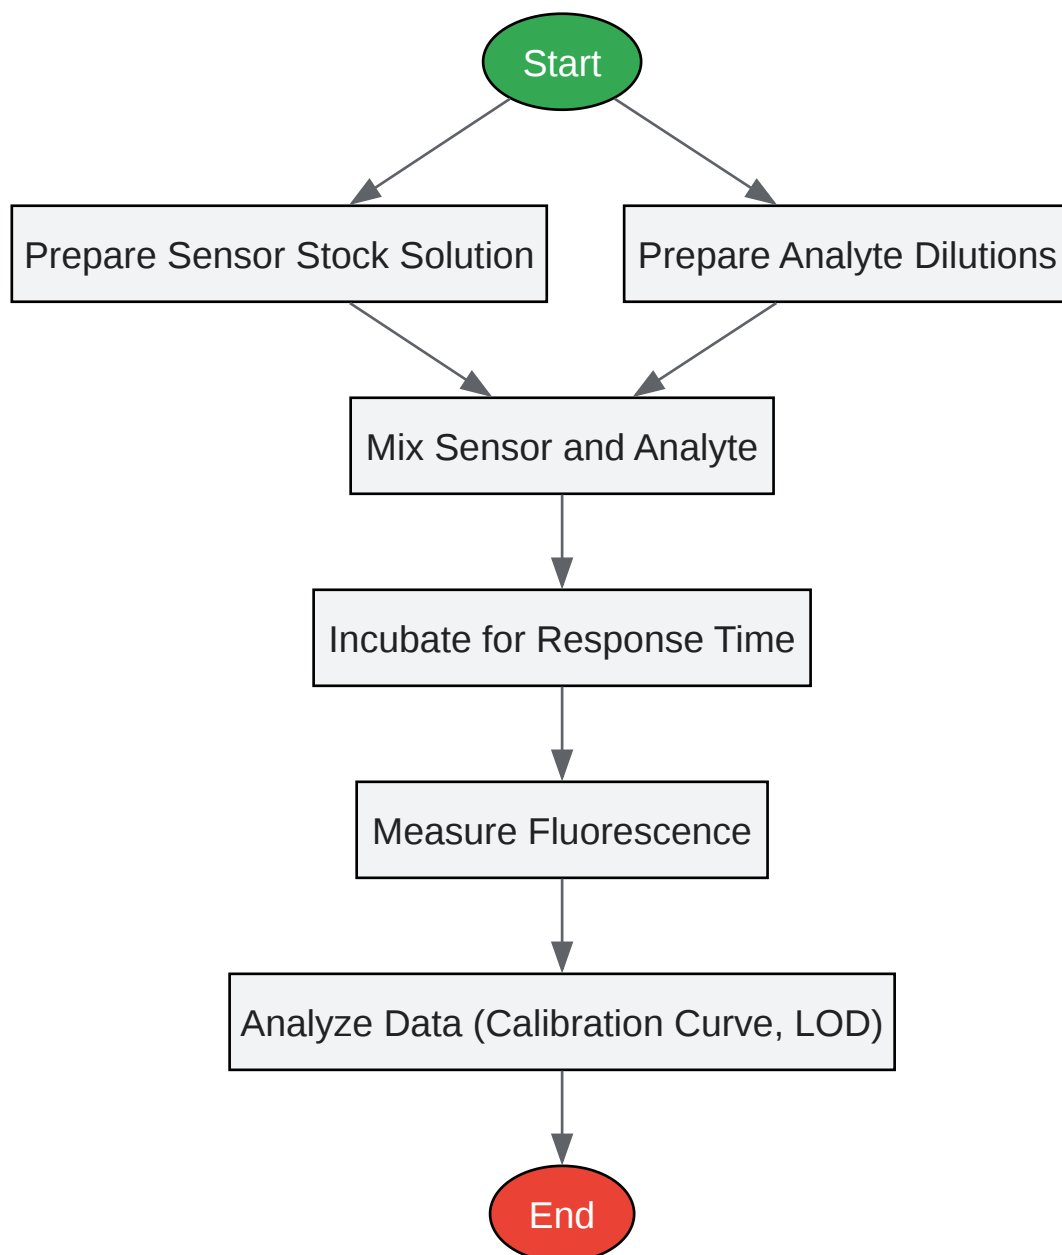 Start
Prepare Sensor Stock Solution
Prepare Analyte Dilutions
Mix Sensor and Analyte
Incubate for Response Time
Measure Fluorescence
Analyze Data (Calibration Curve, LOD)
End